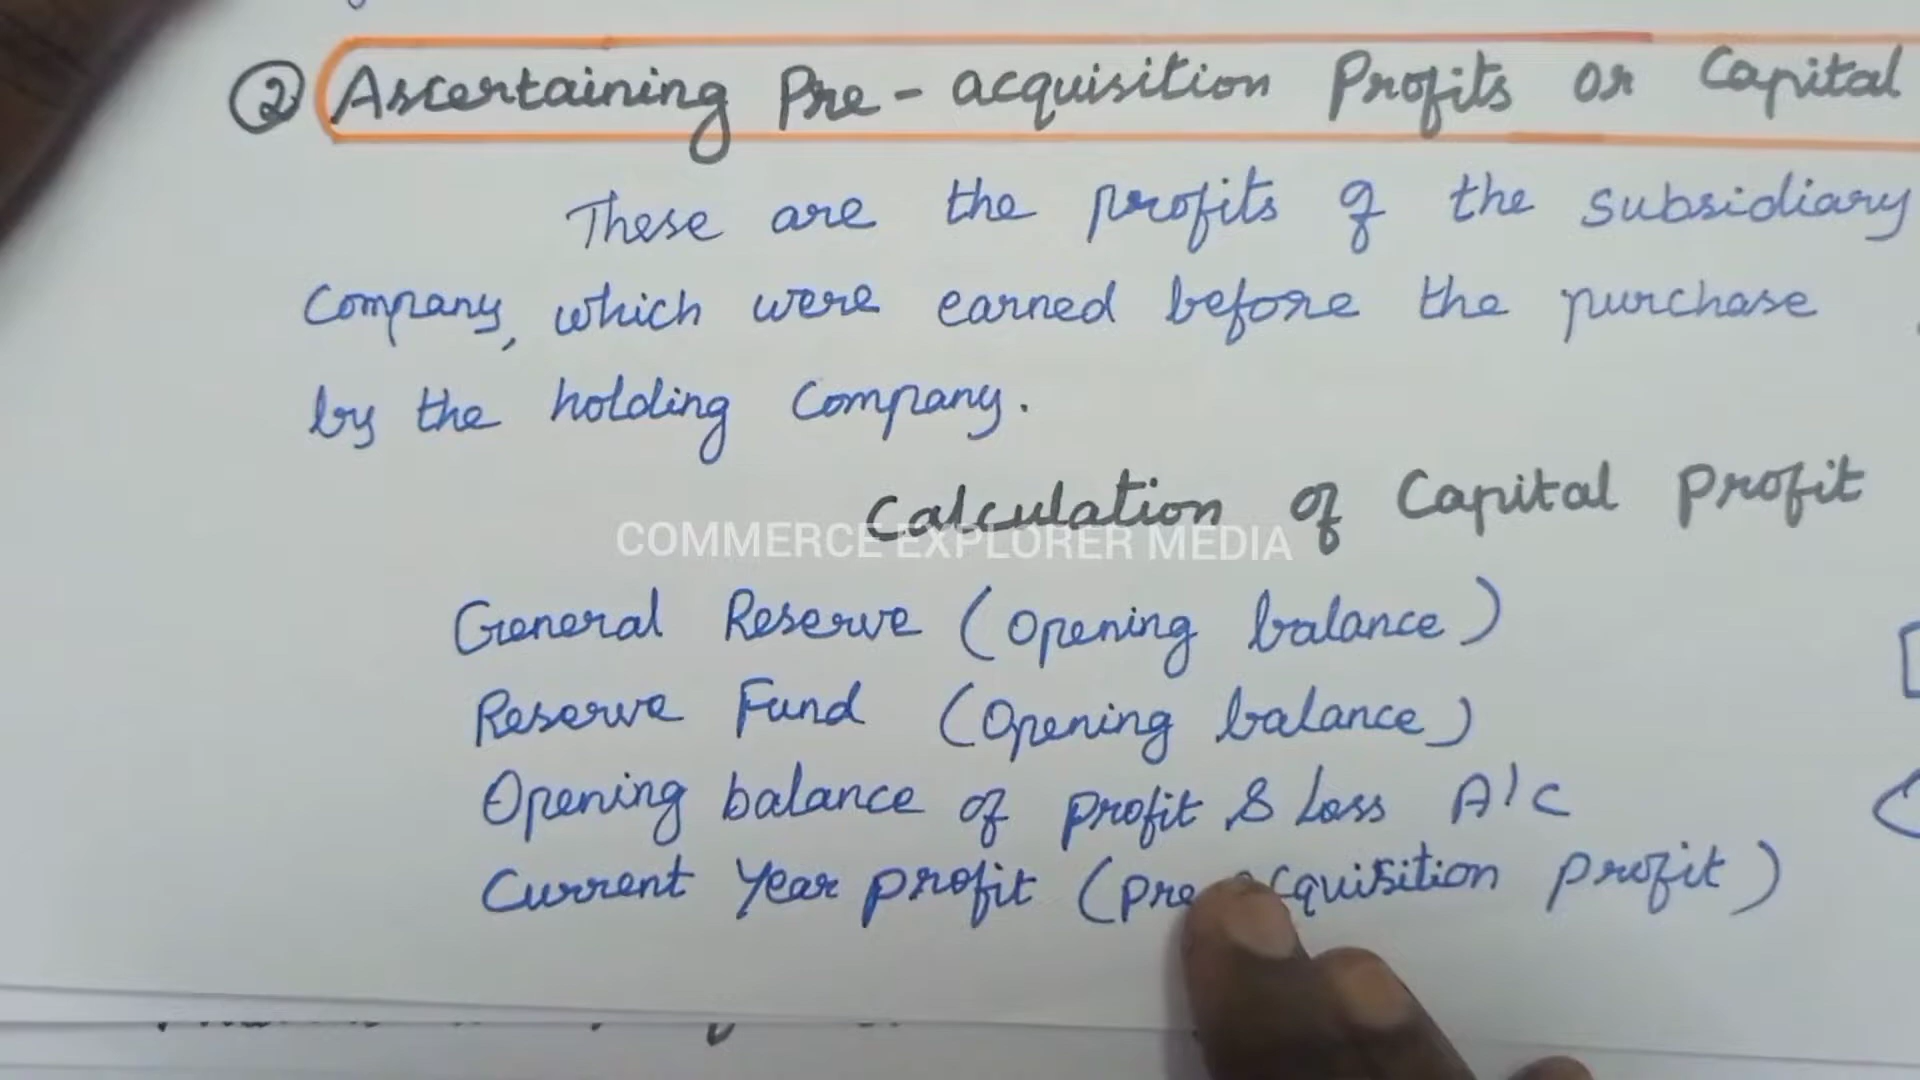 ② Ascertaining Pre-acquisition Profits or Capital
These are the profits of the subsidiary
Company, which were earned before the purchase
by the holding Company.
Calculation of Capital Profit
COMMERCE EXPLORER MEDIA
General Reserve (Opening balance)
Reserve Fund (Opening balance)
Opening balance of profit & Loss A/C
Current Year profit (pre acquisition profit)